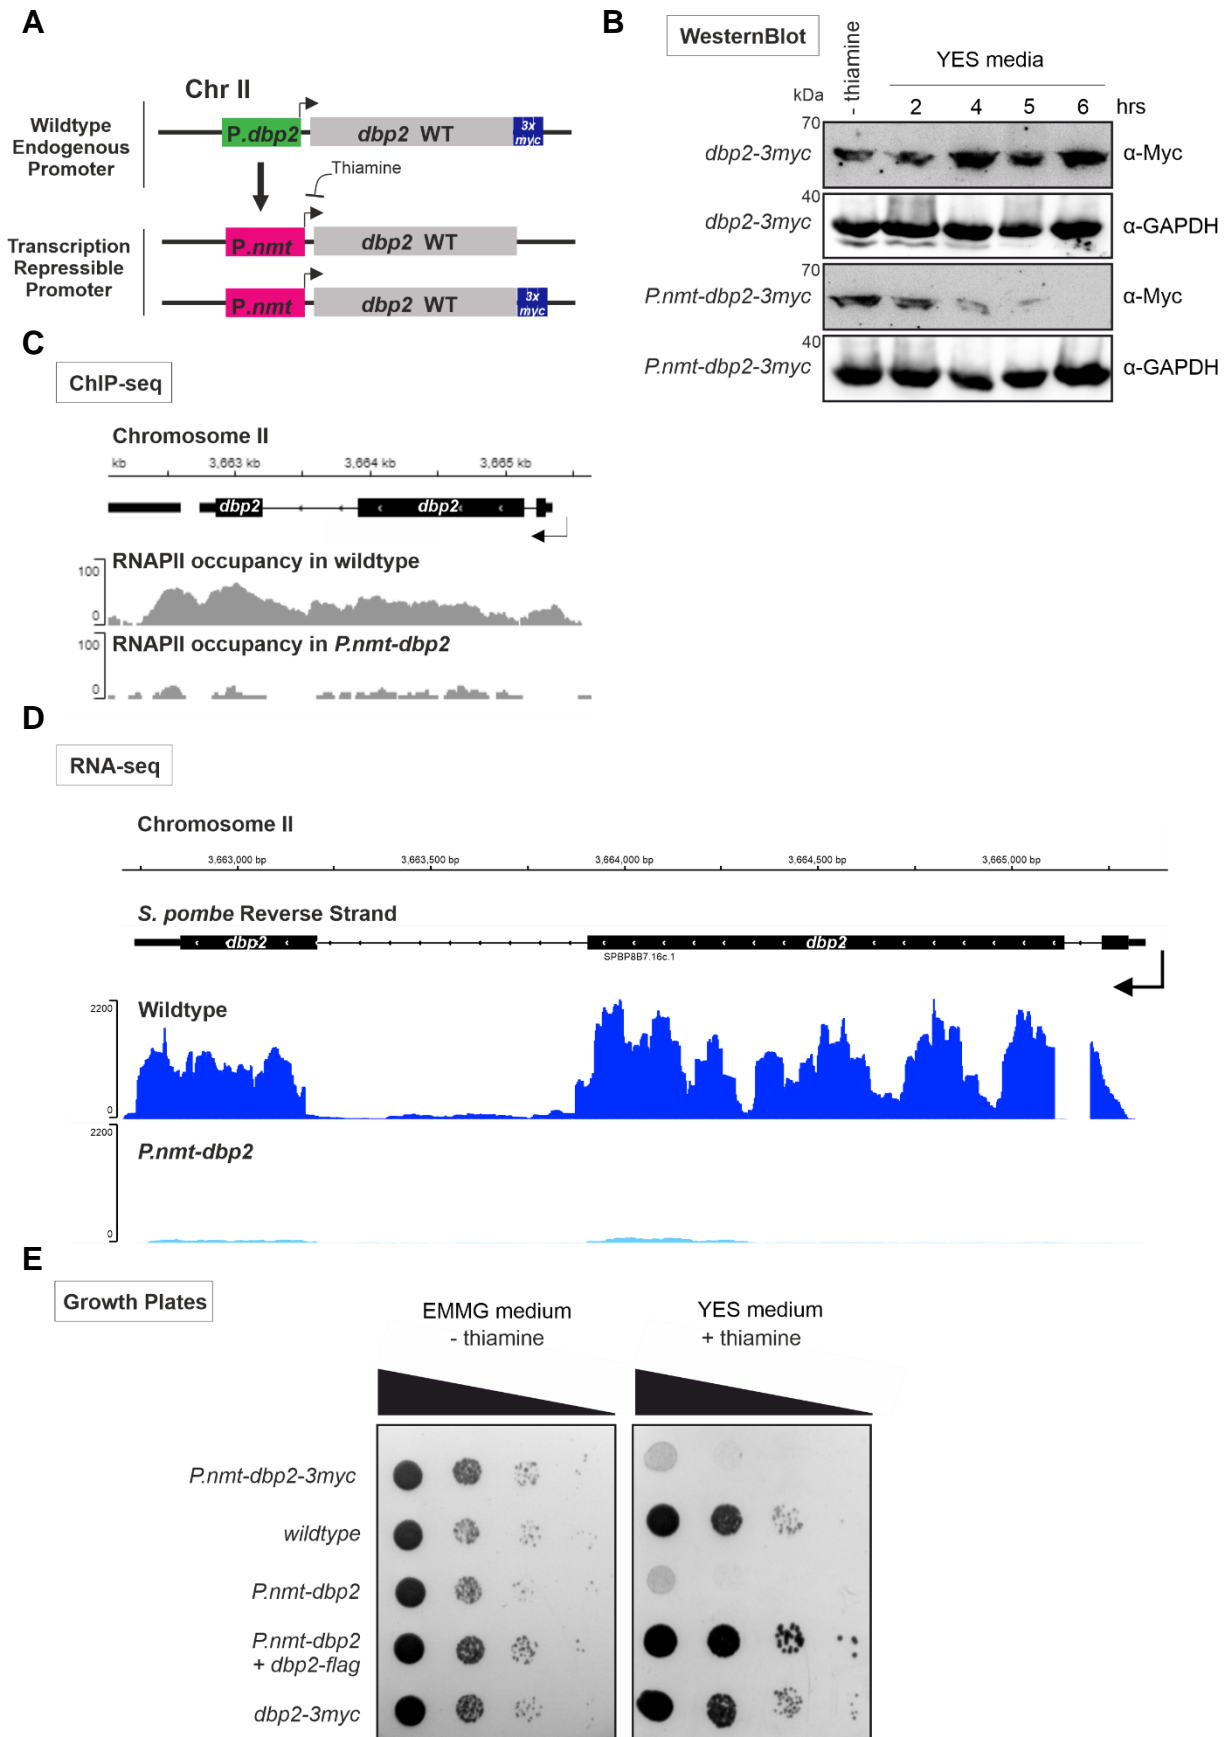 A
Chr II
Wildtype
Endogenous
Promoter
P.dbp2
dbp2 WT
3x
myc
Thiamine
Transcription
Repressible
Promoter
P.nmt
dbp2 WT
P.nmt
dbp2 WT
3x
myc
B
WesternBlot
- thiamine
YES media
kDa
2 4 5 6 hrs
70
dbp2-3myc
α-Myc
40
dbp2-3myc
α-GAPDH
70
P.nmt-dbp2-3myc
α-Myc
40
P.nmt-dbp2-3myc
α-GAPDH
C
ChIP-seq
Chromosome II
kb 3,663 kb 3,664 kb 3,665 kb
dbp2 dbp2
RNAPII occupancy in wildtype
100
0
RNAPII occupancy in P.nmt-dbp2
100
0
D
RNA-seq
Chromosome II
3,663,000 bp 3,663,500 bp 3,664,000 bp 3,664,500 bp 3,665,000 bp
S. pombe Reverse Strand
dbp2 dbp2
SPBP8B7.16c.1
Wildtype
2200
0
P.nmt-dbp2
2200
0
E
Growth Plates
EMMG medium
- thiamine
YES medium
+ thiamine
P.nmt-dbp2-3myc
wildtype
P.nmt-dbp2
P.nmt-dbp2
+ dbp2-flag
dbp2-3myc